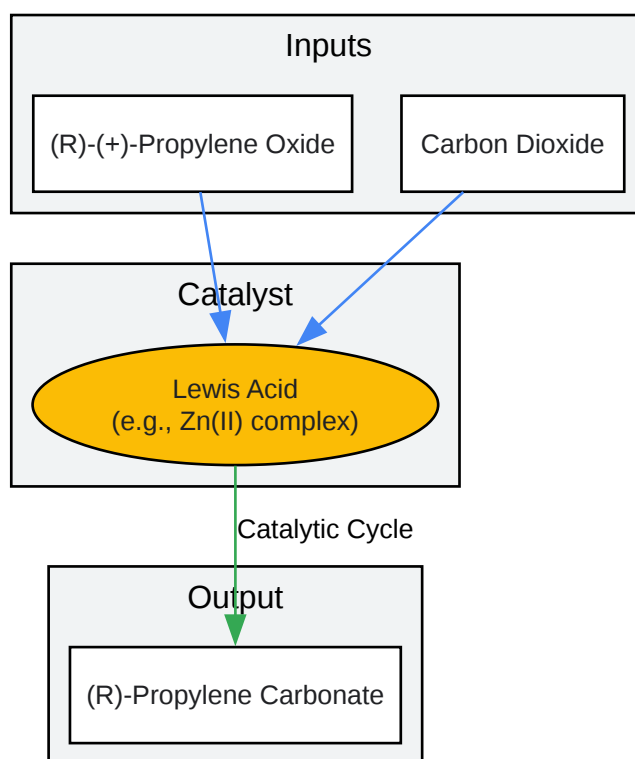 Inputs
(R)-(+)-Propylene Oxide
Carbon Dioxide
Catalyst
Lewis Acid
(e.g., Zn(II) complex)
Catalytic Cycle
Output
(R)-Propylene Carbonate